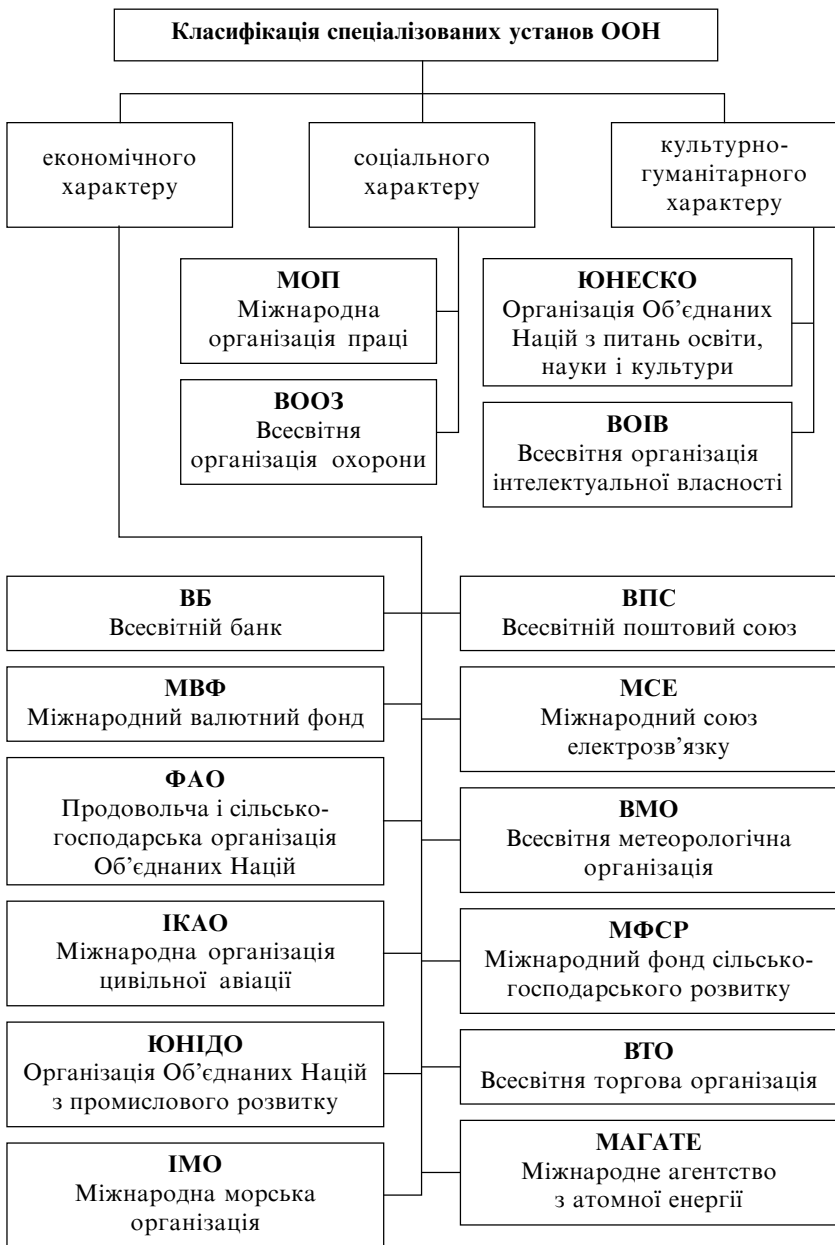 Класифікація спеціалізованих установ ООН
економічного
характеру
соціального
характеру
культурно-
гуманітарного
характеру
МОП
Міжнародна
організація праці
ВООЗ
Всесвітня
організація охорони
ЮНЕСКО
Організація Об’єднаних
Націй з питань освіти,
науки і культури
ВОІВ
Всесвітня організація
інтелектуальної власності
ВБ
Всесвітній банк
МВФ
Міжнародний валютний фонд
ФАО
Продовольча і сільсько-
господарська організація
Об’єднаних Націй
ІКАО
Міжнародна організація
цивільної авіації
ЮНІДО
Організація Об’єднаних Націй
з промислового розвитку
ІМО
Міжнародна морська
організація
ВПС
Всесвітній поштовий союз
МСЕ
Міжнародний союз
електрозв’язку
ВМО
Всесвітня метеорологічна
організація
МФСР
Міжнародний фонд сільсько-
господарського розвитку
ВТО
Всесвітня торгова організація
МАГАТЕ
Міжнародне агентство
з атомної енергії